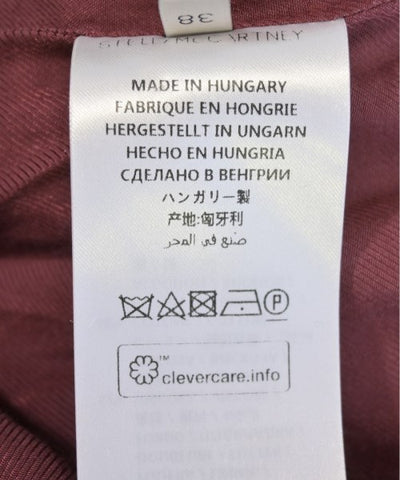 38
STELLA McCARTNEY
MADE IN HUNGARY
FABRIQUE EN HONGRIE
HERGESTELLT IN UNGARN
HECHO EN HUNGRIA
СДЕЛАНО В ВЕНГРИИ
ハンガリー製
产地:匈牙利
صنع في المجر
P
™
clevercare.info